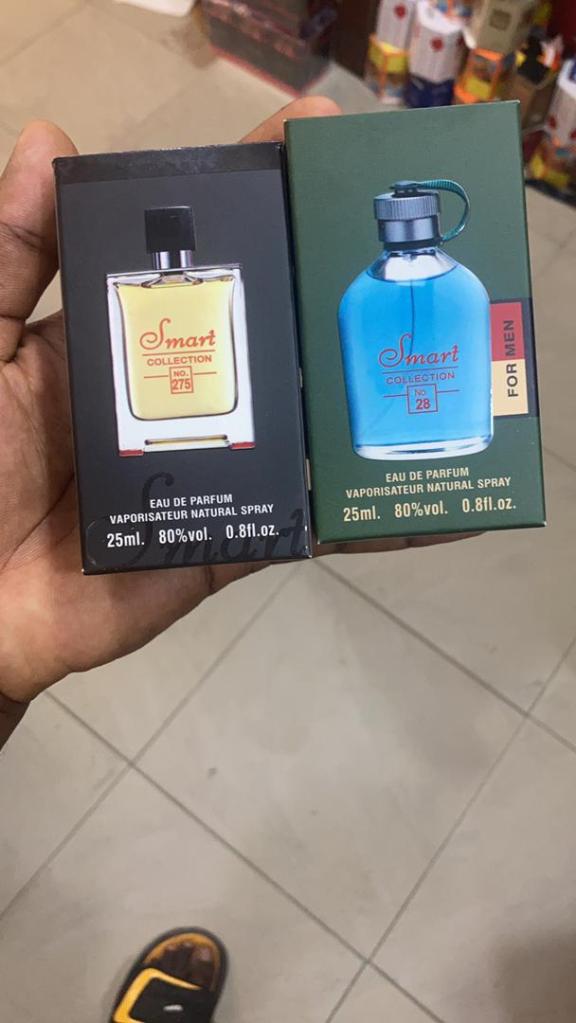 Smart
COLLECTION
NO.
275
EAU DE PARFUM
VAPORISATEUR NATURAL SPRAY
25ml. 80%vol. 0.8fl.oz.
Smart
Smart
COLLECTION
No.
28
FOR MEN
EAU DE PARFUM
VAPORISATEUR NATURAL SPRAY
25ml. 80%vol. 0.8fl.oz.